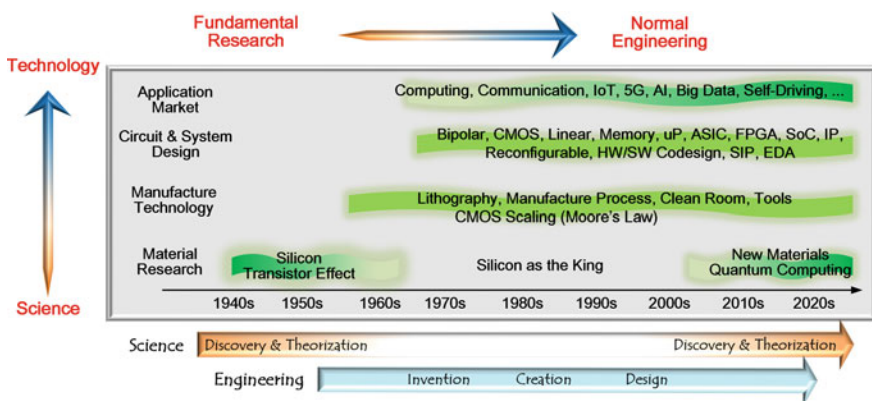 Fundamental
Research
Normal
Engineering
Technology
Science
Application
Market
Computing, Communication, IoT, 5G, AI, Big Data, Self-Driving, ...
Circuit & System
Design
Bipolar, CMOS, Linear, Memory, uP, ASIC, FPGA, SoC, IP,
Reconfigurable, HW/SW Codesign, SIP, EDA
Manufacture
Technology
Lithography, Manufacture Process, Clean Room, Tools
CMOS Scaling (Moore's Law)
Material
Research
Silicon
Transistor Effect
Silicon as the King
New Materials
Quantum Computing
1940s 1950s 1960s 1970s 1980s 1990s 2000s 2010s 2020s
Science Discovery & Theorization Discovery & Theorization
Engineering Invention Creation Design